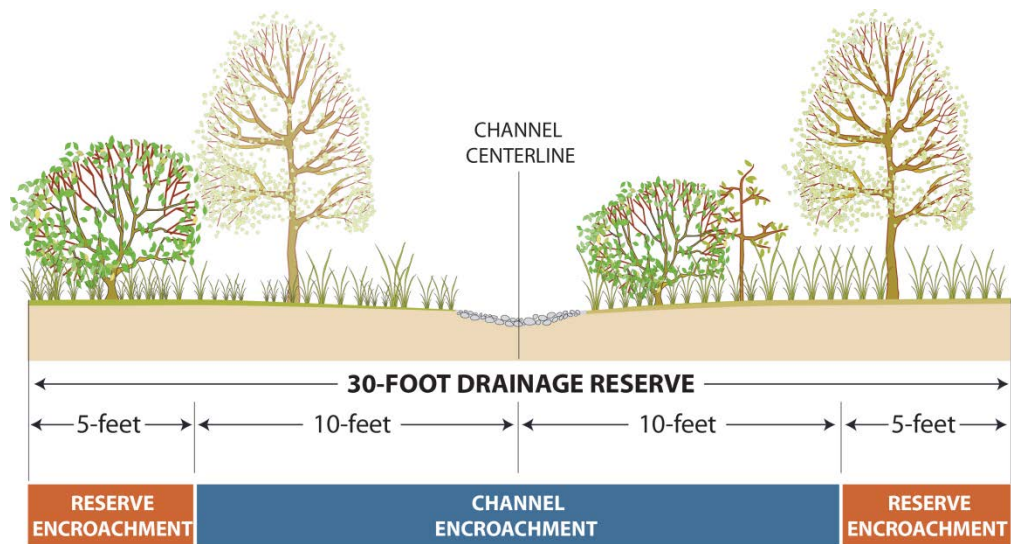 CHANNEL
CENTERLINE
30-FOOT DRAINAGE RESERVE
5-feet
10-feet
10-feet
5-feet
RESERVE
ENCROACHMENT
CHANNEL
ENCROACHMENT
RESERVE
ENCROACHMENT